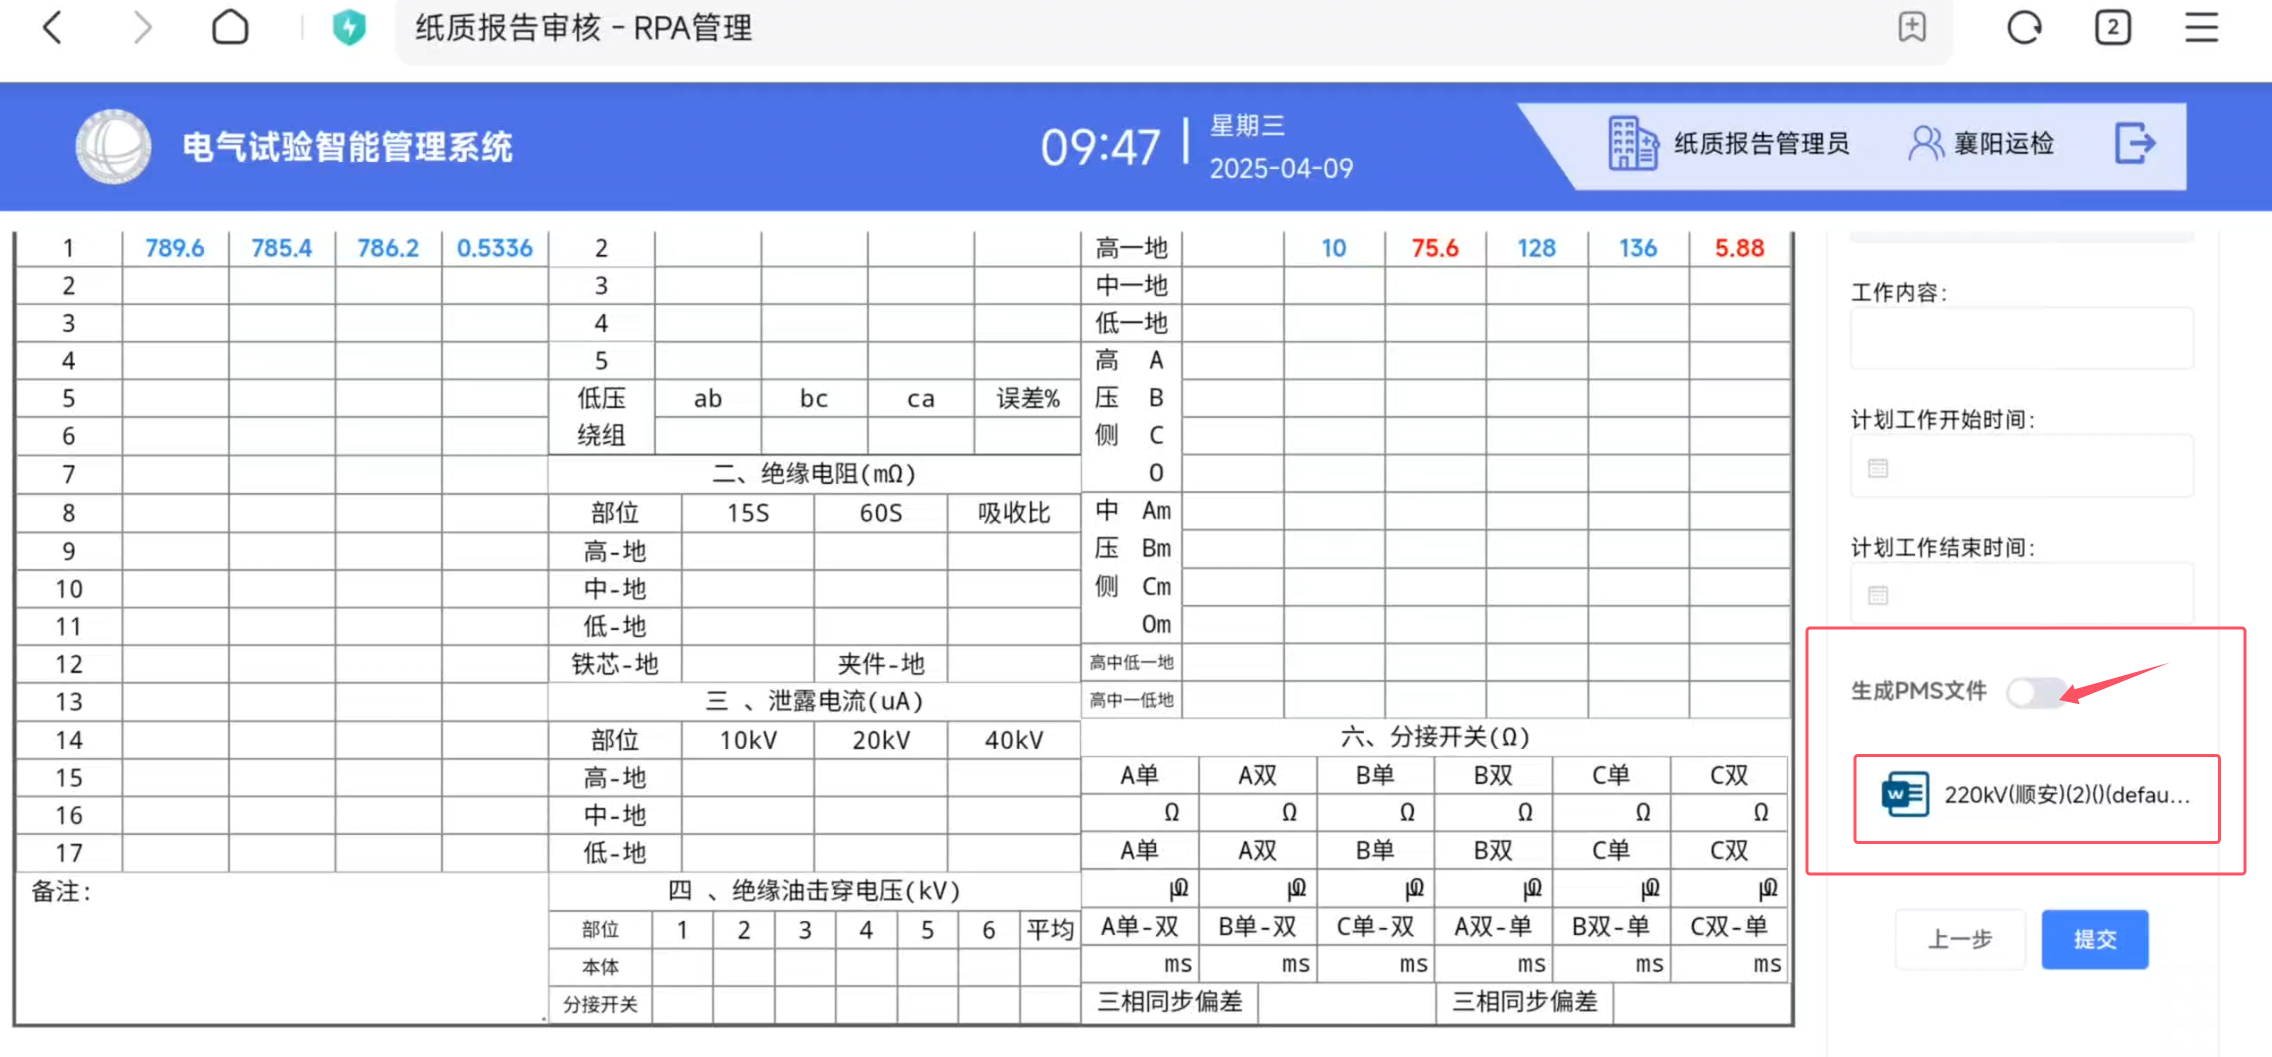 纸质报告审核 - RPA管理
2
电气试验智能管理系统
09:47
星期三
2025-04-09
纸质报告管理员
襄阳运检
1 789.6 785.4 786.2 0.5336 2 高一地 10 75.6 128 136 5.88
2 3 中一地
3 4 低一地
4 5 高 A
5 低压 ab bc ca 误差% 压 B
6 绕组 侧 C
7 二、绝缘电阻(mΩ) O
8 部位 15S 60S 吸收比 中 Am
9 高-地 压 Bm
10 中-地 侧 Cm
11 低-地 Om
12 铁芯-地 夹件-地 高中低一地
13 三 、泄露电流(uA) 高中一低地
14 部位 10kV 20kV 40kV 六、分接开关(Ω)
15 高-地 A单 A双 B单 B双 C单 C双
16 中-地 Ω Ω Ω Ω Ω Ω
17 低-地 A单 A双 B单 B双 C单 C双
备注: 四 、绝缘油击穿电压(kV) μΩ μΩ μΩ μΩ μΩ μΩ
部位 1 2 3 4 5 6 平均 A单-双 B单-双 C单-双 A双-单 B双-单 C双-单
本体 ms ms ms ms ms ms
分接开关 三相同步偏差 三相同步偏差
工作内容:
计划工作开始时间:
计划工作结束时间:
生成PMS文件
220kV(顺安)(2)()(defau...
上一步 提交